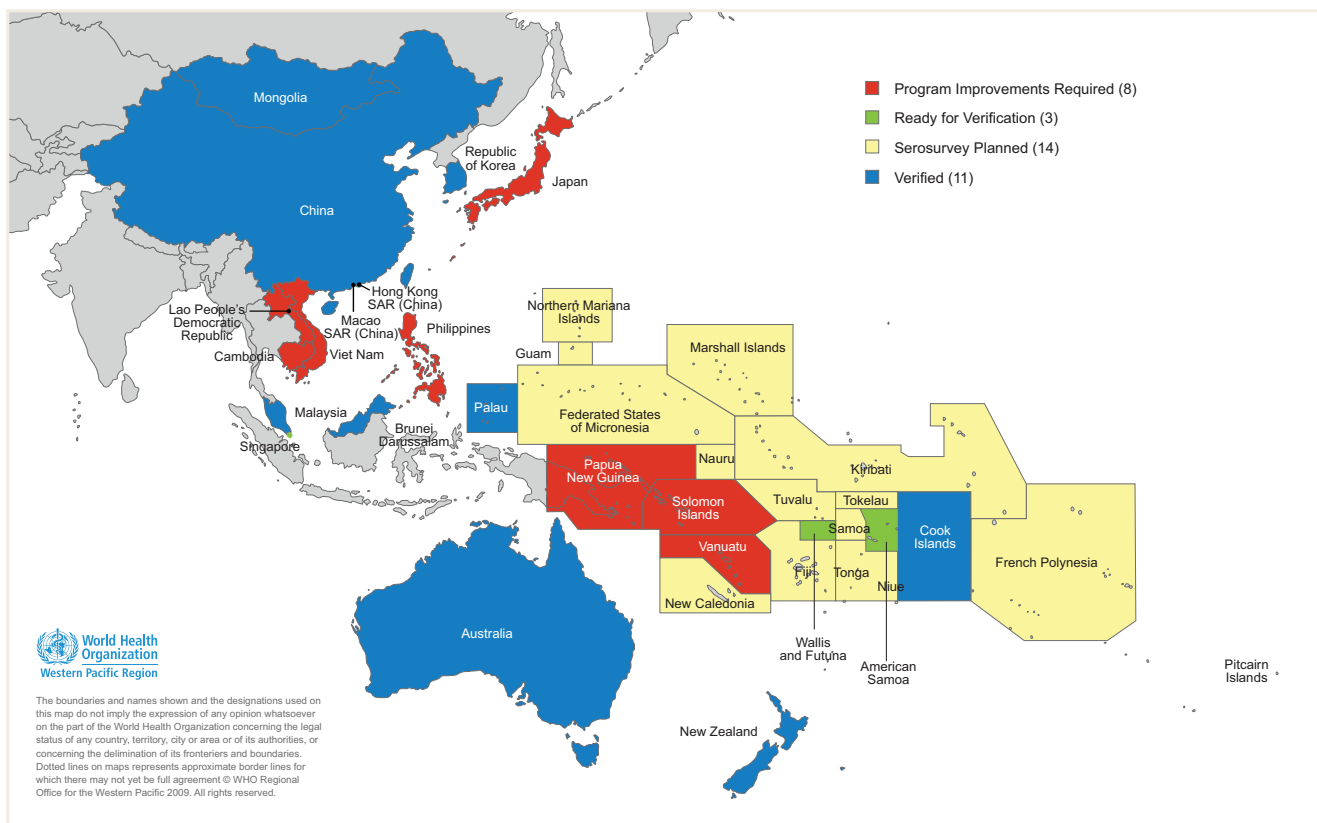 Program Improvements Required (8)
Ready for Verification (3)
Serosurvey Planned (14)
Verified (11)
Mongolia
Republic
of Korea
Japan
China
Hong Kong
SAR (China)
Macao
SAR (China)
Lao People's
Democratic
Republic
Philippines
Cambodia
Viet Nam
Northern Mariana
Islands
Guam
Marshall Islands
Malaysia
Palau
Federated States
of Micronesia
Brunei
Darussalam
Singapore
Papua
New Guinea
Nauru
Kiribati
Solomon
Islands
Tuvalu
Tokelau
Samoa
Cook
Islands
Vanuatu
Fiji
Tonga
Niue
French Polynesia
New Caledonia
Australia
Wallis
and Futuna
American
Samoa
Pitcairn
Islands
New Zealand
World Health
Organization
Western Pacific Region
The boundaries and names shown and the designations used on
this map do not imply the expression of any opinion whatsoever
on the part of the World Health Organization concerning the legal
status of any country, territory, city or area or of its authorities, or
concerning the delimination of its fronteriers and boundaries.
Dotted lines on maps represents approximate border lines for
which there may not yet be full agreement © WHO Regional
Office for the Western Pacific 2009. All rights reserved.